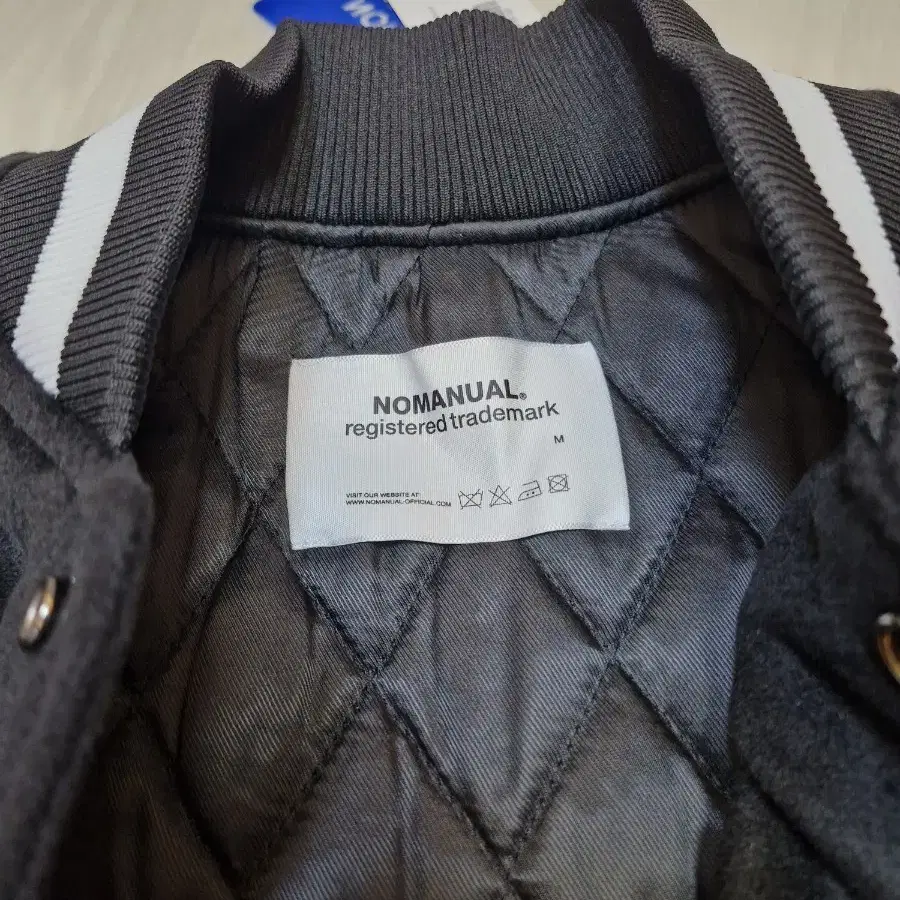 NOMANUAL®
registered trademark
M
VISIT OUR WEBSITE AT:
WWW.NOMANUAL-OFFICIAL.COM